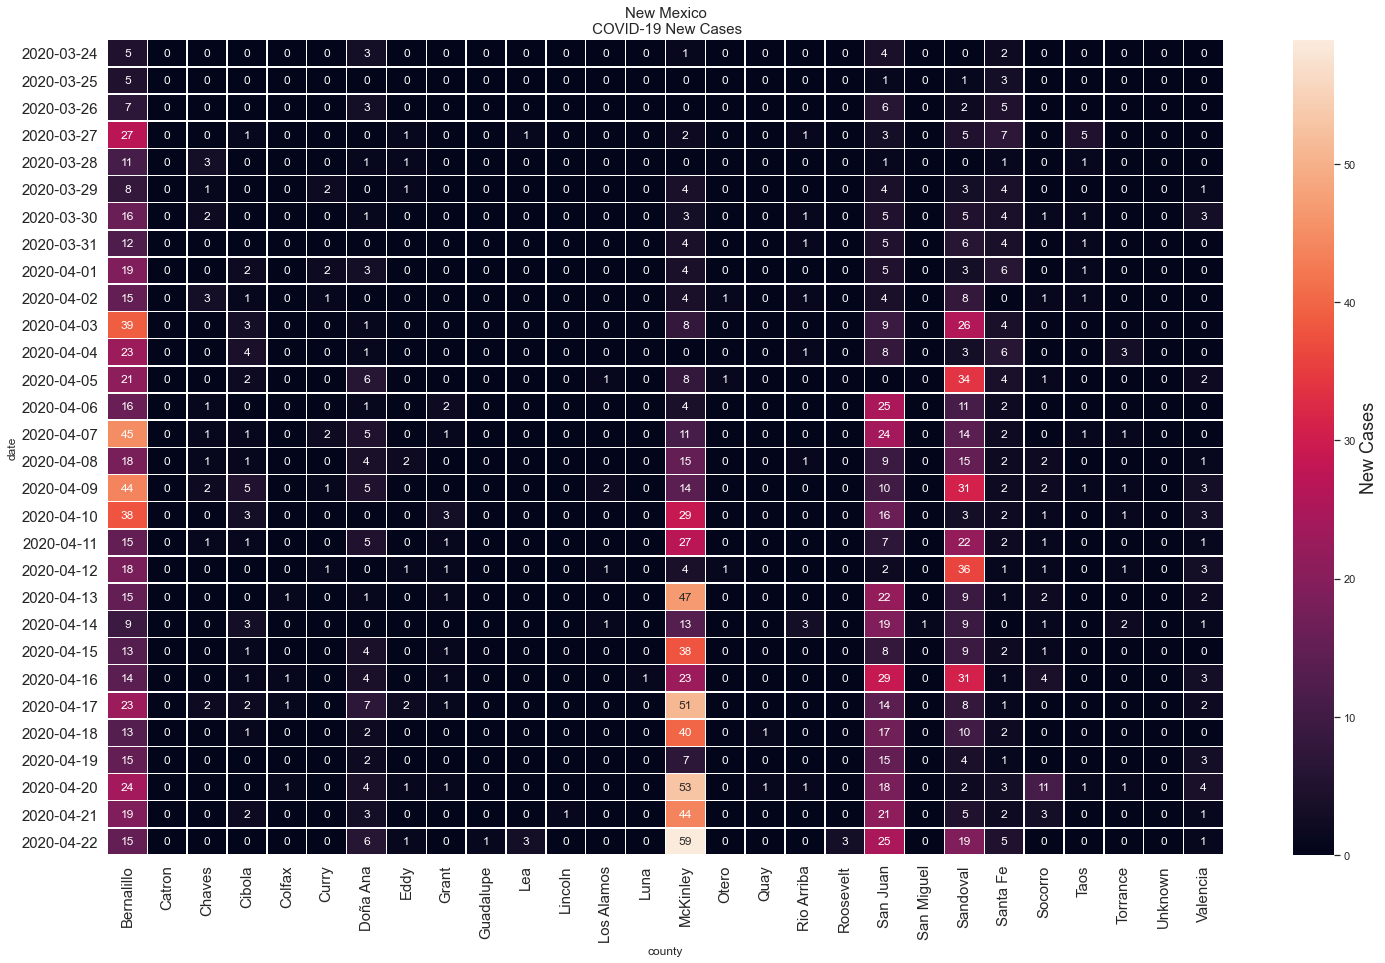 New Mexico
COVID-19 New Cases
2020-03-24 5 0 0 0 0 0 3 0 0 0 0 0 0 0 1 0 0 0 0 4 0 0 2 0 0 0 0 0
2020-03-25 5 0 0 0 0 0 0 0 0 0 0 0 0 0 0 0 0 0 0 1 0 1 3 0 0 0 0 0
2020-03-26 7 0 0 0 0 0 3 0 0 0 0 0 0 0 0 0 0 0 0 6 0 2 5 0 0 0 0 0
2020-03-27 27 0 0 1 0 0 0 1 0 0 1 0 0 0 2 0 0 1 0 3 0 5 7 0 5 0 0 0
2020-03-28 11 0 3 0 0 0 1 1 0 0 0 0 0 0 0 0 0 0 0 1 0 0 1 0 1 0 0 0
2020-03-29 8 0 1 0 0 2 0 1 0 0 0 0 0 0 4 0 0 0 0 4 0 3 4 0 0 0 0 1
2020-03-30 16 0 2 0 0 0 1 0 0 0 0 0 0 0 3 0 0 1 0 5 0 5 4 1 1 0 0 3
2020-03-31 12 0 0 0 0 0 0 0 0 0 0 0 0 0 4 0 0 1 0 5 0 6 4 0 1 0 0 0
2020-04-01 19 0 0 2 0 2 3 0 0 0 0 0 0 0 4 0 0 0 0 5 0 3 6 0 1 0 0 0
2020-04-02 15 0 3 1 0 1 0 0 0 0 0 0 0 0 4 1 0 1 0 4 0 8 0 1 1 0 0 0
2020-04-03 39 0 0 3 0 0 1 0 0 0 0 0 0 0 8 0 0 0 0 9 0 26 4 0 0 0 0 0
2020-04-04 23 0 0 4 0 0 1 0 0 0 0 0 0 0 0 0 0 1 0 8 0 3 6 0 0 3 0 0
2020-04-05 21 0 0 2 0 0 6 0 0 0 0 0 1 0 8 1 0 0 0 0 0 34 4 1 0 0 0 2
2020-04-06 16 0 1 0 0 0 1 0 2 0 0 0 0 0 4 0 0 0 0 25 0 11 2 0 0 0 0 0
2020-04-07 45 0 1 1 0 2 5 0 1 0 0 0 0 0 11 0 0 0 0 24 0 14 2 0 1 1 0 0
2020-04-08 18 0 1 1 0 0 4 2 0 0 0 0 0 0 15 0 0 1 0 9 0 15 2 2 0 0 0 1
2020-04-09 44 0 2 5 0 1 5 0 0 0 0 0 2 0 14 0 0 0 0 10 0 31 2 2 1 1 0 3
2020-04-10 38 0 0 3 0 0 0 0 3 0 0 0 0 0 29 0 0 0 0 16 0 3 2 1 0 1 0 3
2020-04-11 15 0 1 1 0 0 5 0 1 0 0 0 0 0 27 0 0 0 0 7 0 22 2 1 0 0 0 1
2020-04-12 18 0 0 0 0 1 0 1 1 0 0 0 1 0 4 1 0 0 0 2 0 36 1 1 0 1 0 3
2020-04-13 15 0 0 0 1 0 1 0 1 0 0 0 0 0 47 0 0 0 0 22 0 9 1 2 0 0 0 2
2020-04-14 9 0 0 3 0 0 0 0 0 0 0 0 1 0 13 0 0 3 0 19 1 9 0 1 0 2 0 1
2020-04-15 13 0 0 1 0 0 4 0 1 0 0 0 0 0 38 0 0 0 0 8 0 9 2 1 0 0 0 0
2020-04-16 14 0 0 1 1 0 4 0 1 0 0 0 0 1 23 0 0 0 0 29 0 31 1 4 0 0 0 3
2020-04-17 23 0 2 2 1 0 7 2 1 0 0 0 0 0 51 0 0 0 0 14 0 8 1 0 0 0 0 2
2020-04-18 13 0 0 1 0 0 2 0 0 0 0 0 0 0 40 0 1 0 0 17 0 10 2 0 0 0 0 0
2020-04-19 15 0 0 0 0 0 2 0 0 0 0 0 0 0 7 0 0 0 0 15 0 4 1 0 0 0 0 3
2020-04-20 24 0 0 0 1 0 4 1 1 0 0 0 0 0 53 0 1 1 0 18 0 2 3 11 1 1 0 4
2020-04-21 19 0 0 2 0 0 3 0 0 0 0 1 0 0 44 0 0 0 0 21 0 5 2 3 0 0 0 1
2020-04-22 15 0 0 0 0 0 6 1 0 1 3 0 0 0 59 0 0 0 3 25 0 19 5 0 0 0 0 1
Bernalillo Catron Chaves Cibola Colfax Curry Doña Ana Eddy Grant Guadalupe Lea Lincoln Los Alamos Luna McKinley Otero Quay Rio Arriba Roosevelt San Juan San Miguel Sandoval Santa Fe Socorro Taos Torrance Unknown Valencia
county
date
50
40
30
20
10
0
New Cases